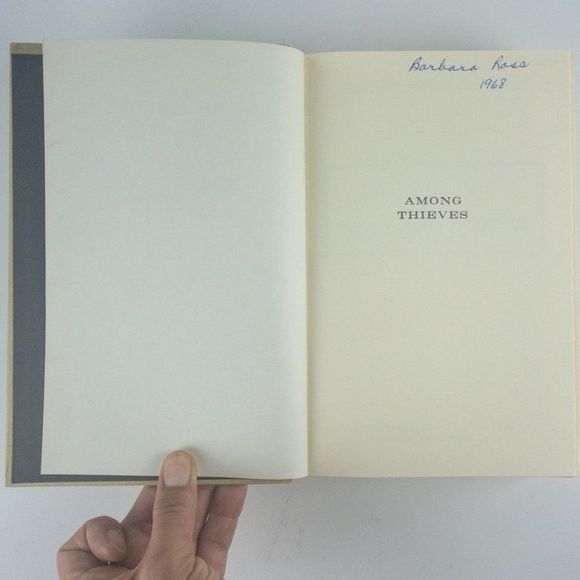 Barbara Ross
1968
AMONG
THIEVES